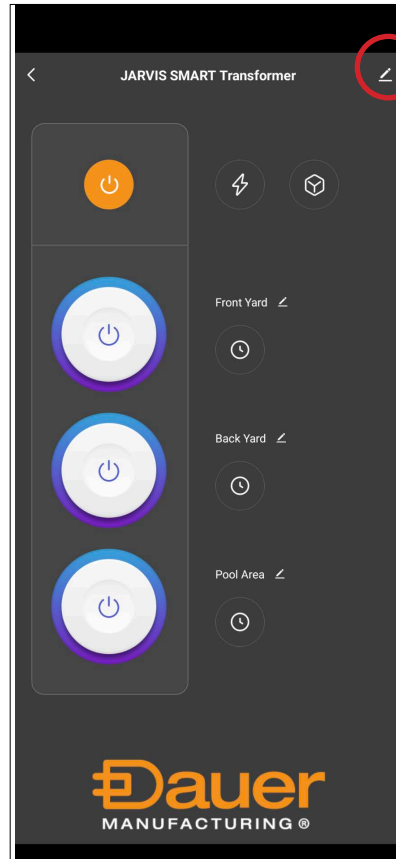 JARVIS SMART Transformer
Front Yard
Back Yard
Pool Area
Dauer
MANUFACTURING ®